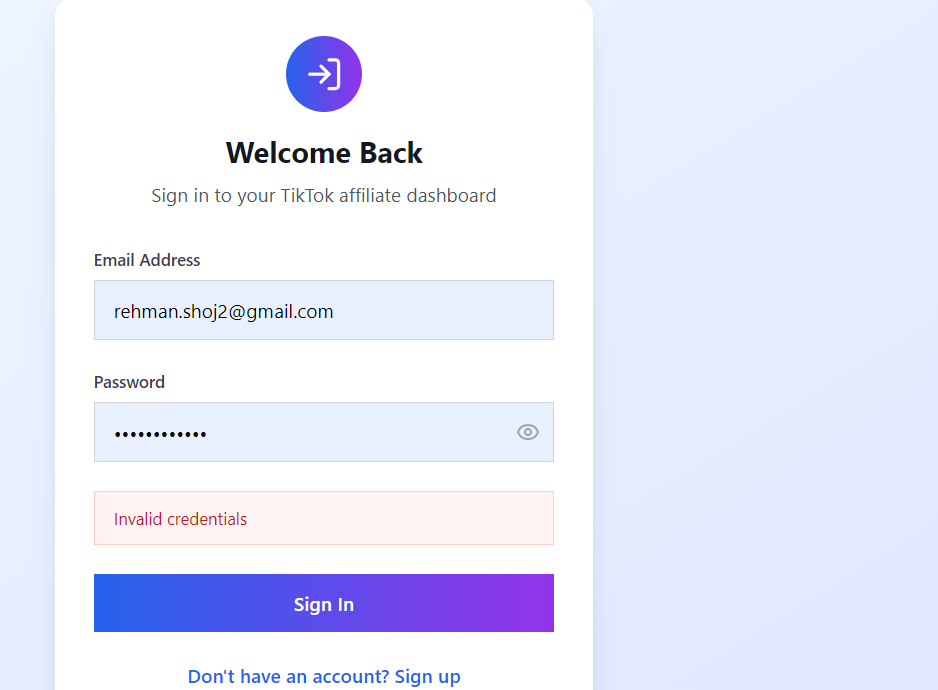 Welcome Back
Sign in to your TikTok affiliate dashboard
Email Address
rehman.shoj2@gmail.com
Password
••••••••••••
Invalid credentials
Sign In
Don't have an account? Sign up